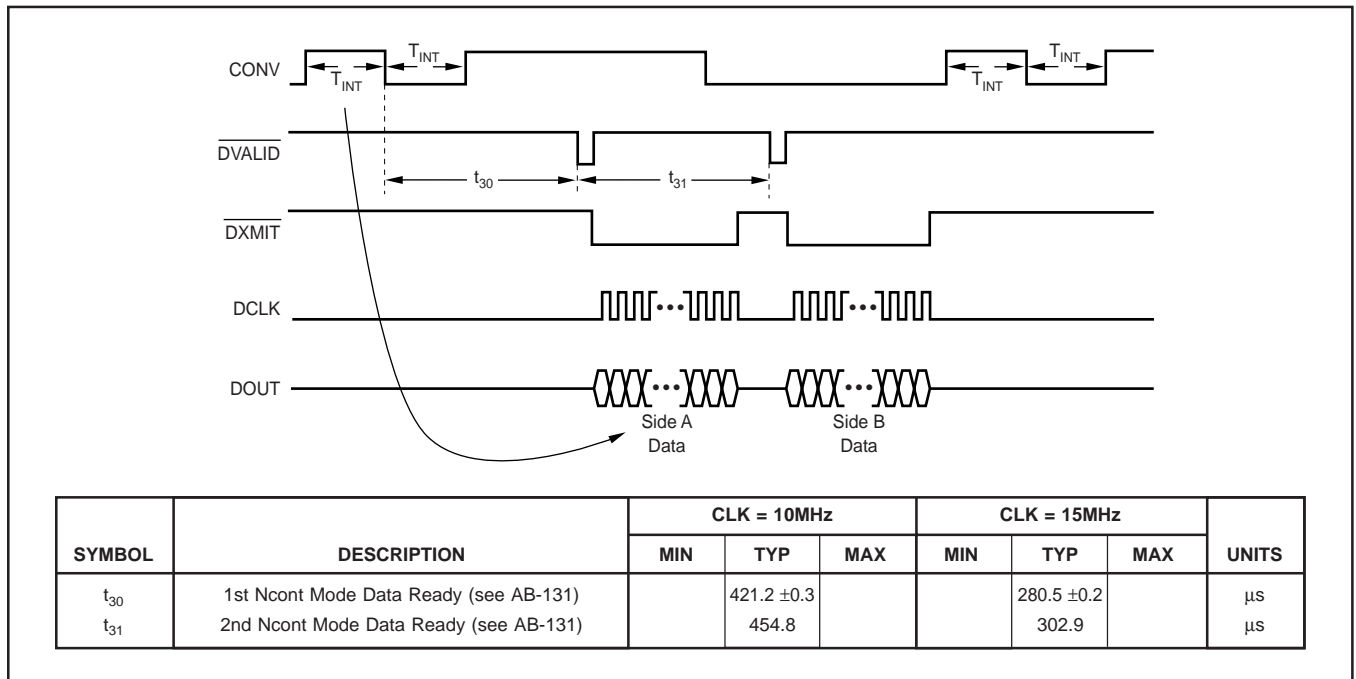 CONV
T_INT
T_INT
T_INT
T_INT
DVALID
t30
t31
DXMIT
DCLK
DOUT
Side A
Data
Side B
Data
CLK = 10MHz
CLK = 15MHz
SYMBOL DESCRIPTION MIN TYP MAX MIN TYP MAX UNITS
t30 1st Ncont Mode Data Ready (see AB-131) 421.2 ±0.3 280.5 ±0.2 μs
t31 2nd Ncont Mode Data Ready (see AB-131) 454.8 302.9 μs